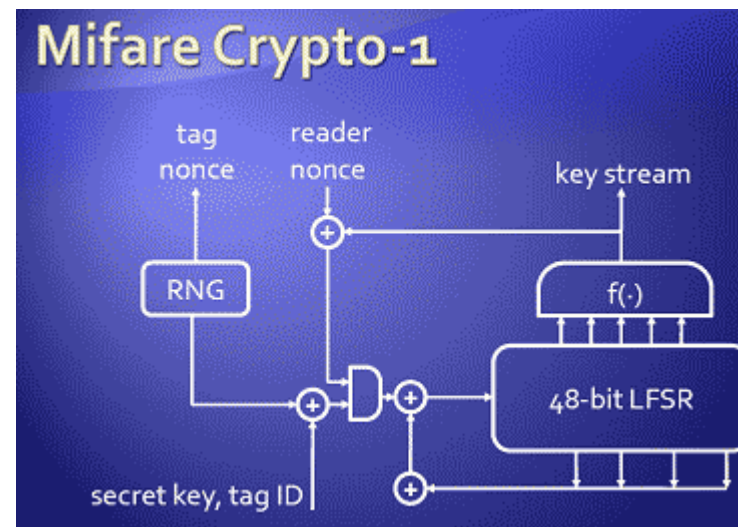 Mifare Crypto-1
tag
nonce
reader
nonce
key stream
RNG
f(·)
48-bit LFSR
secret key, tag ID